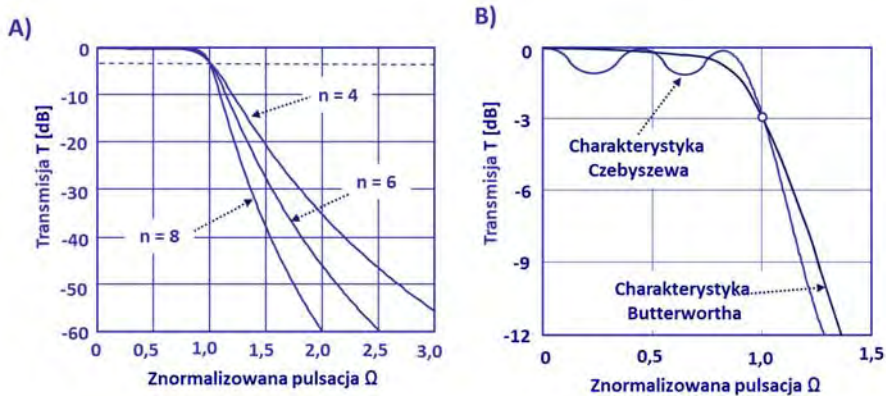 A)
Transmisja T [dB]
0
-10
-20
-30
-40
-50
-60
n = 4
n = 6
n = 8
0 0,5 1,0 1,5 2,0 2,5 3,0
Znormalizowana pulsacja Ω
B)
Transmisja T [dB]
0
-3
-6
-9
-12
Charakterystyka
Czebyszewa
Charakterystyka
Butterwortha
0 0,5 1,0 1,5
Znormalizowana pulsacja Ω